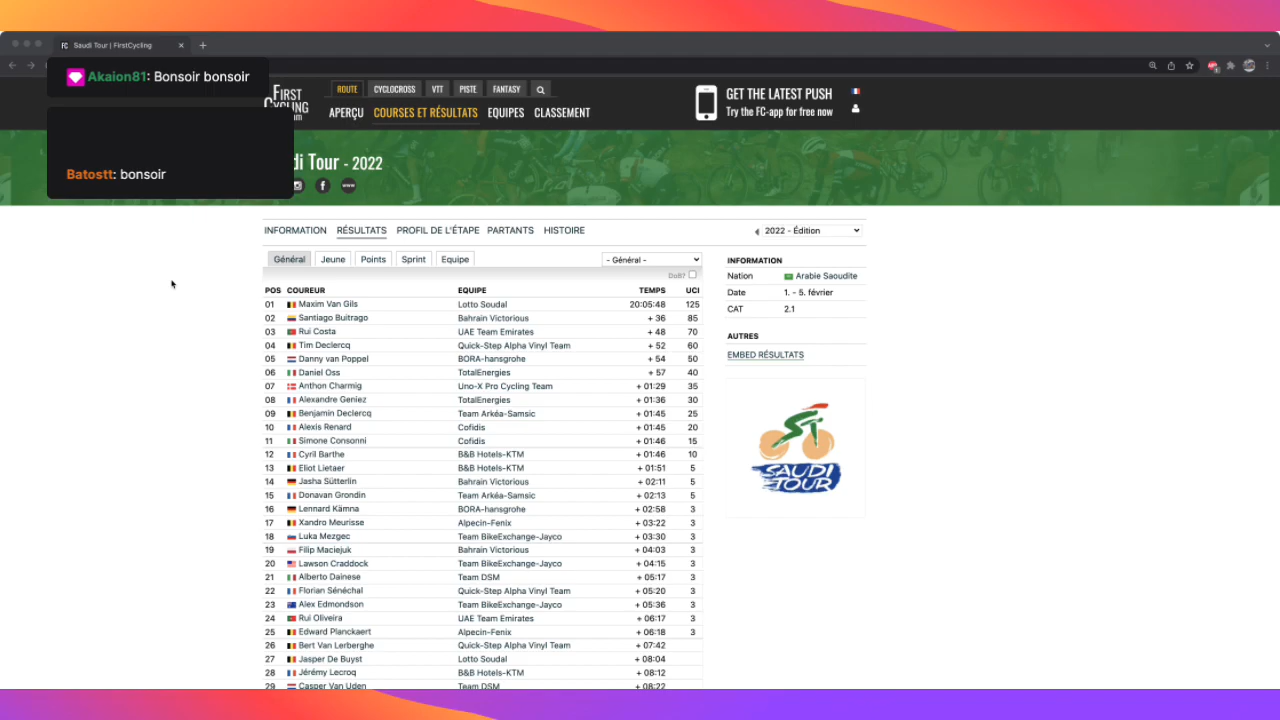 Saudi Tour | FirstCycling
Akaion81: Bonsoir bonsoir
Batostt: bonsoir
FIRST
CYCLING
ROUTE CYCLOCROSS VTT PISTE FANTASY
APERÇU COURSES ET RÉSULTATS EQUIPES CLASSEMENT
GET THE LATEST PUSH
Try the FC-app for free now
di Tour - 2022
WWW
INFORMATION RÉSULTATS PROFIL DE L'ÉTAPE PARTANTS HISTOIRE
2022 - Édition
Général Jeune Points Sprint Equipe
- Général -
Du8?
POS COUREUR EQUIPE TEMPS UCI
01 Maxim Van Gils Lotto Soudal 20:05:48 125
02 Santiago Buitrago Bahrain Victorious + 36 85
03 Rui Costa UAE Team Emirates + 48 70
04 Tim Declercq Quick-Step Alpha Vinyl Team + 52 60
05 Danny van Poppel BORA-hansgrohe + 54 50
06 Daniel Oss TotalEnergies + 57 40
07 Anthon Charmig Uno-X Pro Cycling Team + 01:29 35
08 Alexandre Geniez TotalEnergies + 01:36 30
09 Benjamin Declercq Team Arkéa-Samsic + 01:45 25
10 Alexis Renard Cofidis + 01:45 20
11 Simone Consonni Cofidis + 01:46 15
12 Cyril Barthe B&B Hotels-KTM + 01:46 10
13 Eliot Lietaer B&B Hotels-KTM + 01:51 5
14 Jasha Sütterlin Bahrain Victorious + 02:11 5
15 Donavan Grondin Team Arkéa-Samsic + 02:13 5
16 Lennard Kämna BORA-hansgrohe + 02:58 3
17 Xandro Meurisse Alpecin-Fenix + 03:22 3
18 Luka Mezgec Team BikeExchange-Jayco + 03:30 3
19 Filip Maciejuk Bahrain Victorious + 04:03 3
20 Lawson Craddock Team BikeExchange-Jayco + 04:15 3
21 Alberto Dainese Team DSM + 05:17 3
22 Florian Sénéchal Quick-Step Alpha Vinyl Team + 05:20 3
23 Alex Edmondson Team BikeExchange-Jayco + 05:36 3
24 Rui Oliveira UAE Team Emirates + 06:17 3
25 Edward Planckaert Alpecin-Fenix + 06:18 3
26 Bert Van Lerberghe Quick-Step Alpha Vinyl Team + 07:42
27 Jasper De Buyst Lotto Soudal + 08:04
28 Jérémy Lecroq B&B Hotels-KTM + 08:12
29 Casper Van Uden Team DSM + 08:22
INFORMATION
Nation Arabie Saoudite
Date 1. - 5. février
CAT 2.1
AUTRES
EMBED RÉSULTATS
SAUDI
TOUR